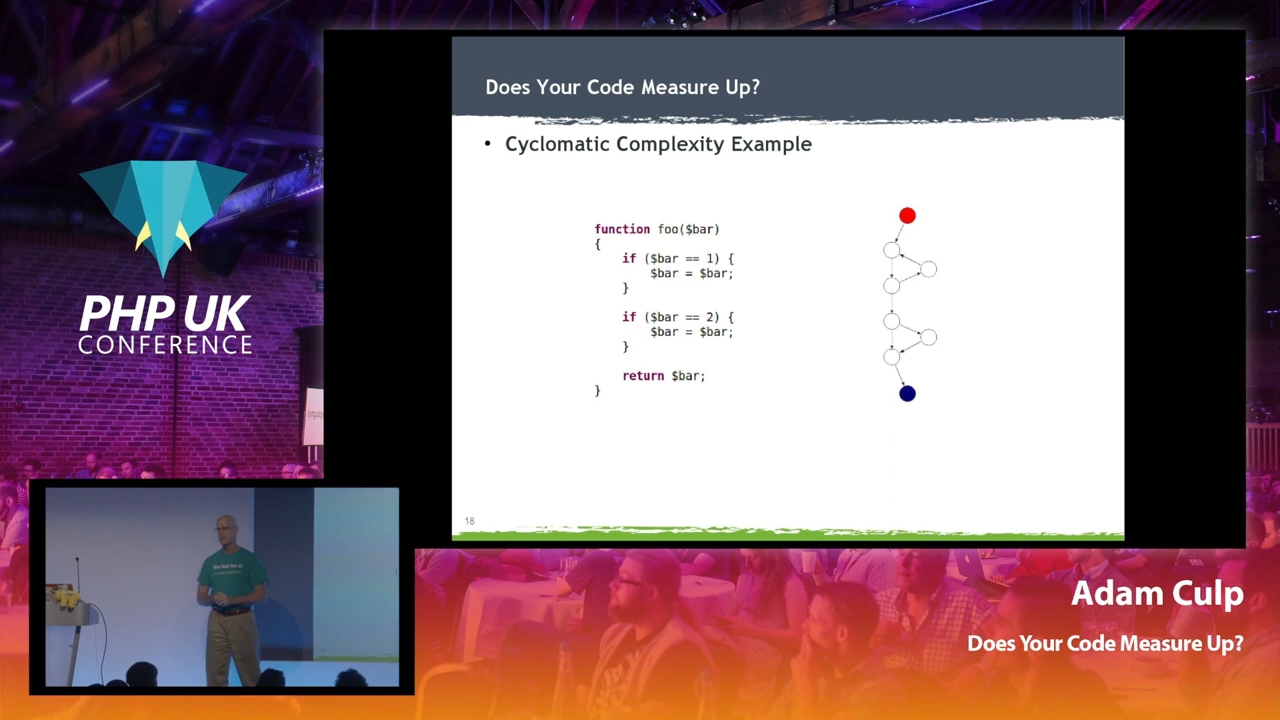 Does Your Code Measure Up?
• Cyclomatic Complexity Example
function foo($bar)
{
if ($bar == 1) {
$bar = $bar;
}
if ($bar == 2) {
$bar = $bar;
}
return $bar;
}
18
PHP UK
CONFERENCE
Adam Culp
Does Your Code Measure Up?